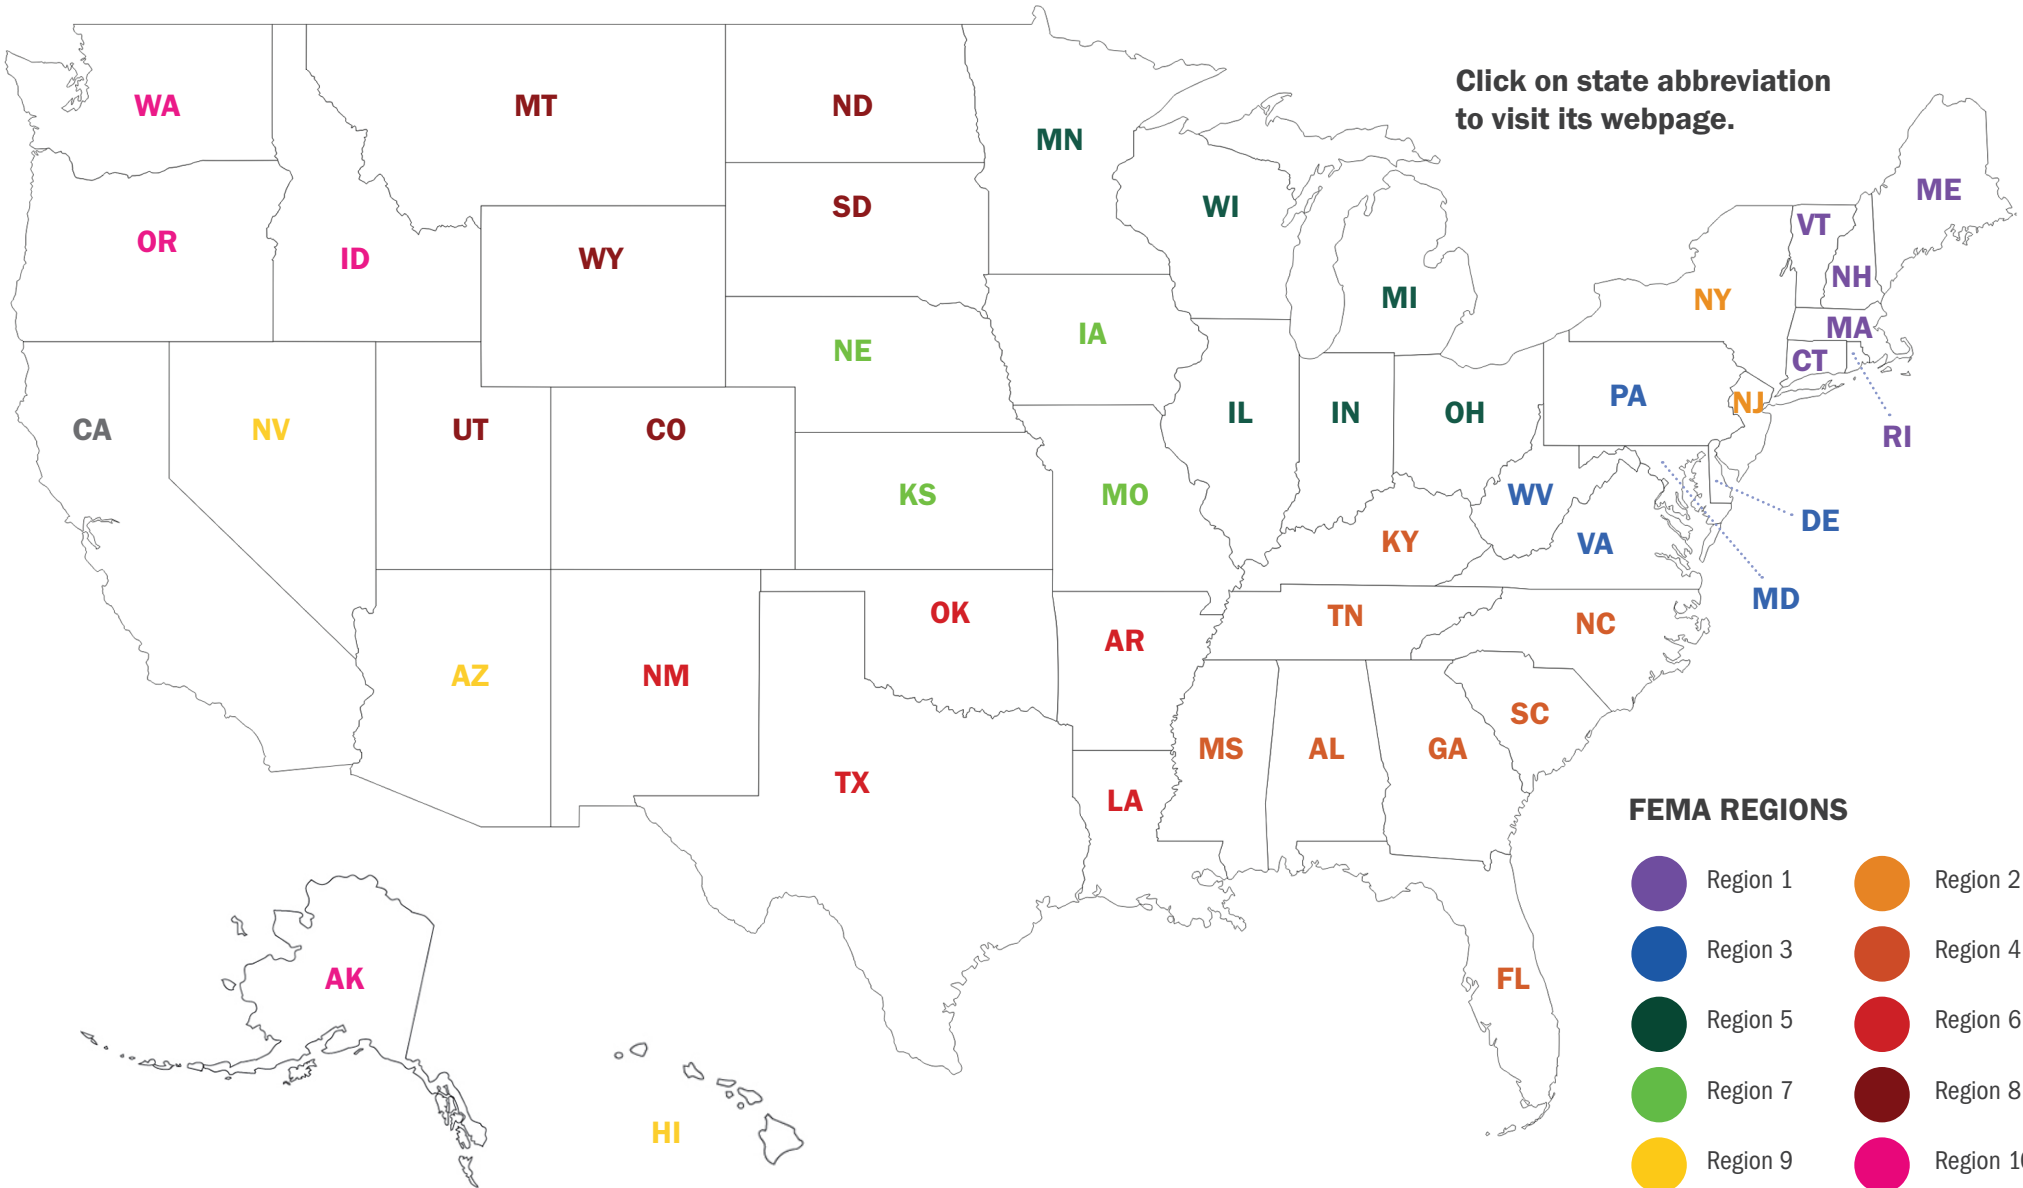 Click on state abbreviation
to visit its webpage.
WA
MT
ND
MN
OR
ID
WY
SD
WI
MI
ME
VT
NH
NY
MA
CT
RI
CA
NV
UT
CO
NE
IA
KS
MO
IL
IN
OH
PA
NJ
WV
VA
DE
MD
KY
TN
NC
AZ
NM
OK
AR
SC
TX
LA
MS
AL
GA
FL
AK
HI
FEMA REGIONS
Region 1
Region 2
Region 3
Region 4
Region 5
Region 6
Region 7
Region 8
Region 9
Region 10